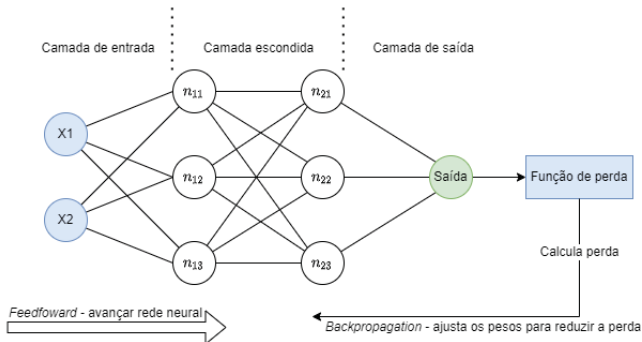 Camada de entrada
Camada escondida
Camada de saída
n11
n21
X1
n12
n22
Saída
Função de perda
X2
Calcula perda
n13
n23
Feedfoward - avançar rede neural
Backpropagation - ajusta os pesos para reduzir a perda